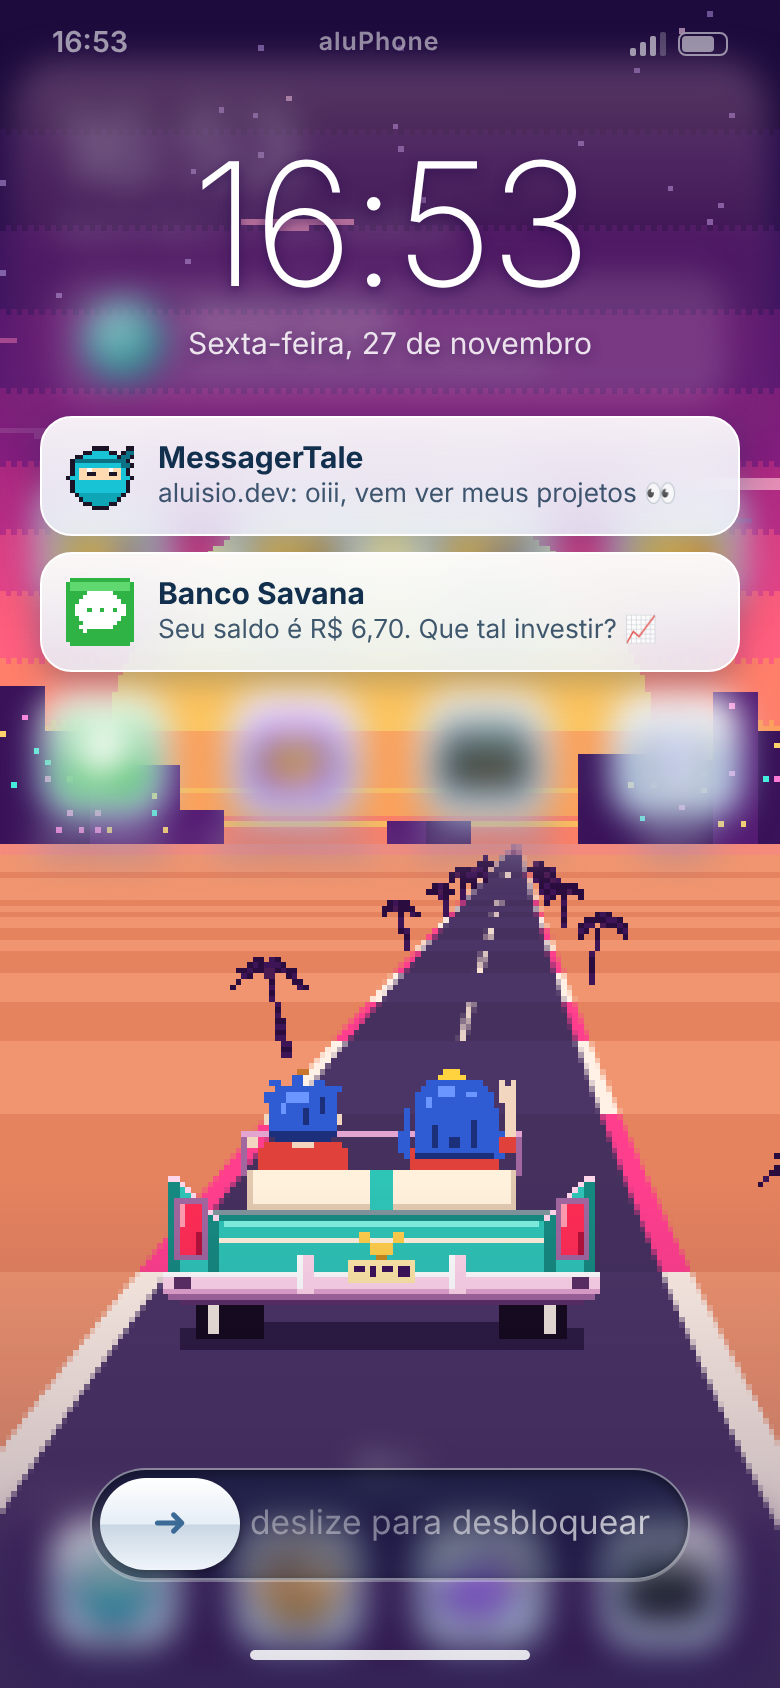 16:53
aluPhone
16:53
Sexta-feira, 27 de novembro
MessagerTale
aluisio.dev: oiii, vem ver meus projetos 👀
Banco Savana
Seu saldo é R$ 6,70. Que tal investir? 📈
deslize para desbloquear